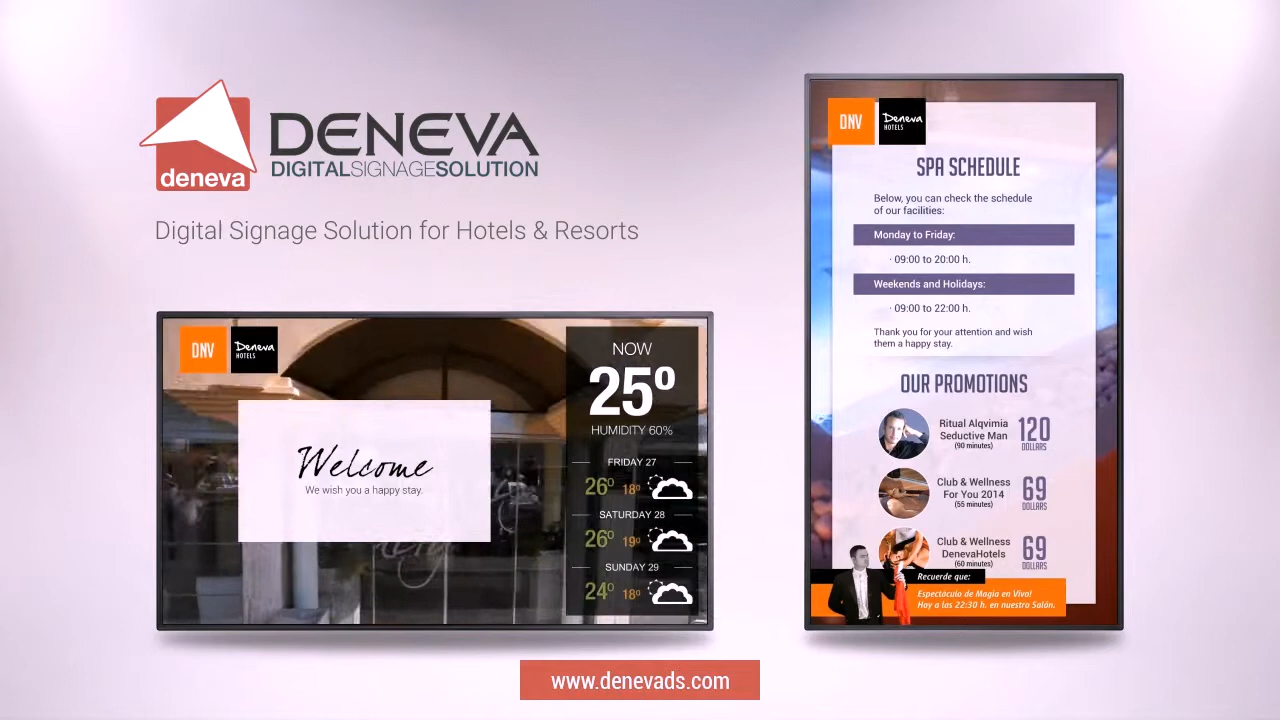 deneva
DENEVA
DIGITALSIGNAGESOLUTION
Digital Signage Solution for Hotels & Resorts
DNV
Deneva
HOTELS
Welcome
We wish you a happy stay.
NOW
25º
HUMIDITY 60%
FRIDAY 27
26º 18º
SATURDAY 28
26º 19º
SUNDAY 29
24º 18º
DNV
Deneva
HOTELS
SPA SCHEDULE
Below, you can check the schedule
of our facilities:
Monday to Friday:
· 09:00 to 20:00 h.
Weekends and Holidays:
· 09:00 to 22:00 h.
Thank you for your attention and wish
them a happy stay.
OUR PROMOTIONS
Ritual Alqvimia
Seductive Man
(90 minutes)
120
DOLLARS
Club & Wellness
For You 2014
(55 minutes)
69
DOLLARS
Club & Wellness
DenevaHotels
(60 minutes)
69
DOLLARS
Recuerde que:
Espectáculo de Magia en Vivo!
Hoy a las 22:30 h. en nuestro Salón.
www.denevads.com